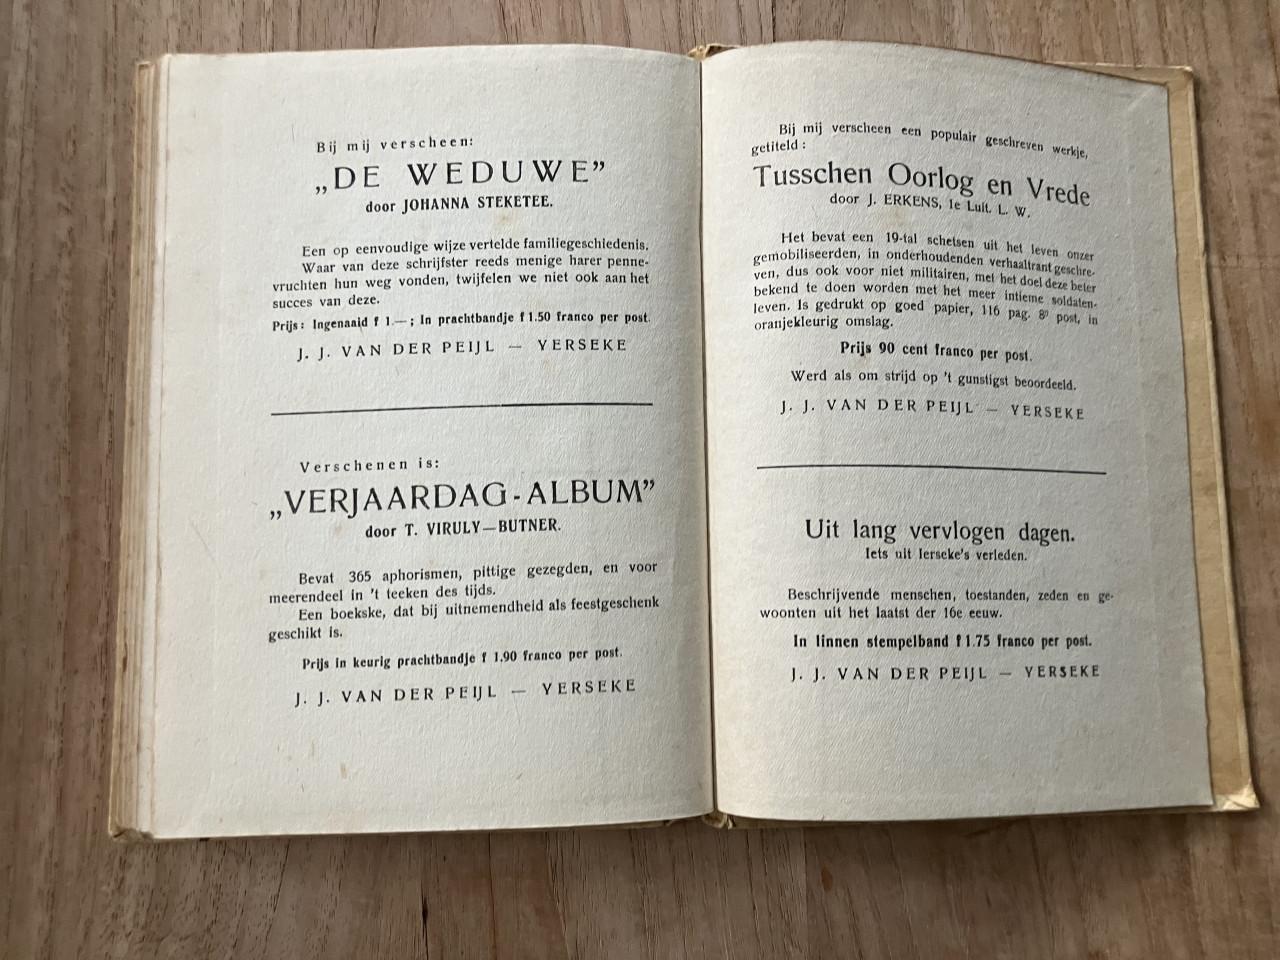 Bij mij verscheen:
„DE WEDUWE”
door JOHANNA STEKETEE.
Een op eenvoudige wijze vertelde familiegeschiedenis.
Waar van deze schrijfster reeds menige harer penne-
vruchten hun weg vonden, twijfelen we niet ook aan het
succes van deze.
Prijs: Ingenaaid f 1.—; In prachtbandje f 1.50 franco per post.
J. J. VAN DER PEIJL — YERSEKE
Verschenen is:
„VERJAARDAG-ALBUM”
door T. VIRULY—BUTNER.
Bevat 365 aphorismen, pittige gezegden, en voor
meerendeel in 't teeken des tijds.
Een boekske, dat bij uitnemendheid als feestgeschenk
geschikt is.
Prijs in keurig prachtbandje f 1.90 franco per post.
J. J. VAN DER PEIJL — YERSEKE
Bij mij verscheen een populair geschreven werkje,
getiteld:
Tusschen Oorlog en Vrede
door J. ERKENS, 1e Luit. L. W.
Het bevat een 19-tal schetsen uit het leven onzer
gemobiliseerden, in onderhoudenden verhaaltrant geschre-
ven, dus ook voor niet militairen, met het doel deze beter
bekend te doen worden met het meer intieme soldaten-
leven. Is gedrukt op goed papier, 116 pag. 8º post, in
oranjekleurig omslag.
Prijs 90 cent franco per post.
Werd als om strijd op 't gunstigst beoordeeld.
J. J. VAN DER PEIJL — YERSEKE
Uit lang vervlogen dagen.
Iets uit Ierseke's verleden.
Beschrijvende menschen, toestanden, zeden en ge-
woonten uit het laatst der 16e eeuw.
In linnen stempelband f 1.75 franco per post.
J. J. VAN DER PEIJL — YERSEKE